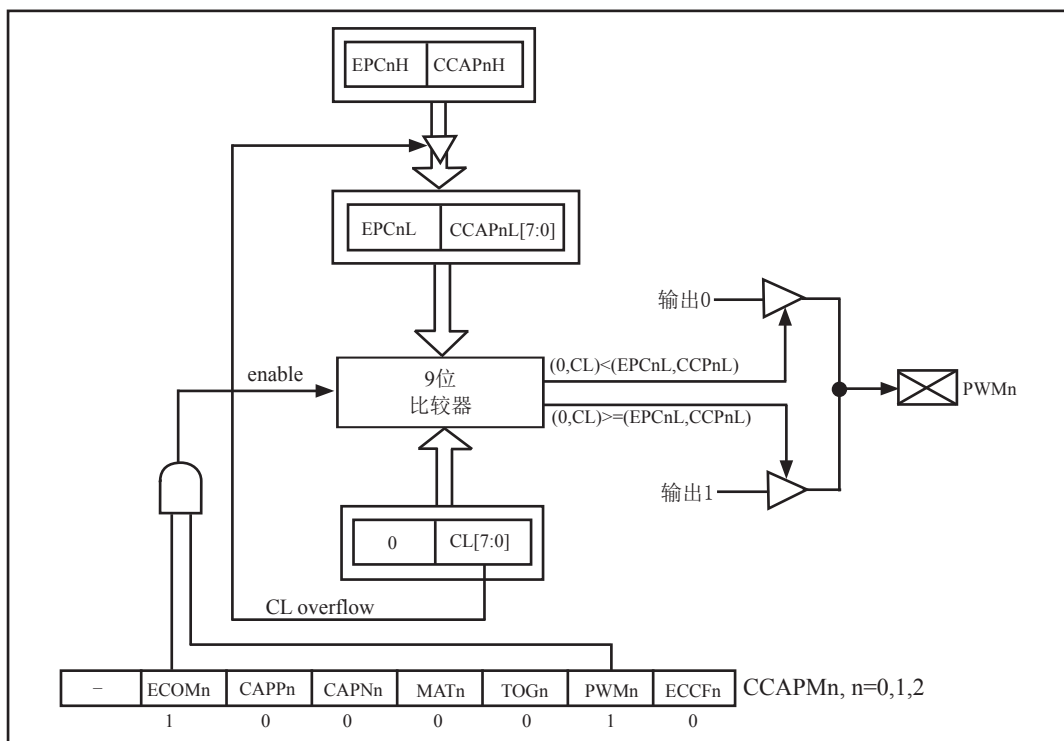 EPCnH CCAPnH
EPCnL CCAPnL[7:0]
输出0
enable
9位
比较器
(0,CL)<(EPCnL,CCPnL)
(0,CL)>=(EPCnL,CCPnL)
PWMn
输出1
0 CL[7:0]
CL overflow
– ECOMn CAPPn CAPNn MATn TOGn PWMn ECCFn CCAPMn, n=0,1,2
1 0 0 0 0 1 0